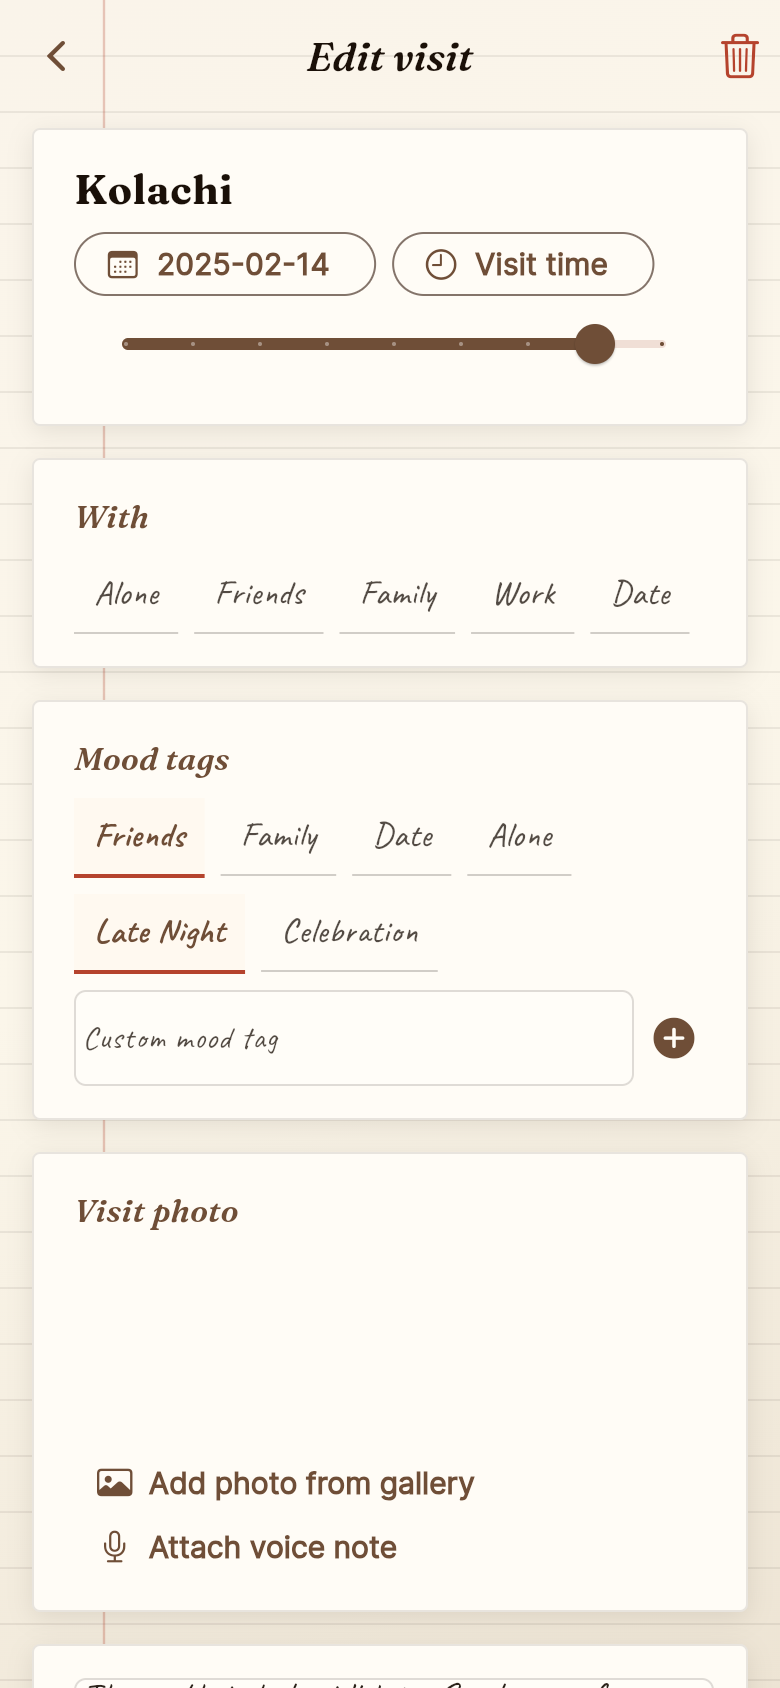 Edit visit
Kolachi
2025-02-14 Visit time
With
Alone Friends Family Work Date
Mood tags
Friends Family Date Alone
Late Night Celebration
Custom mood tag
Visit photo
Add photo from gallery
Attach voice note